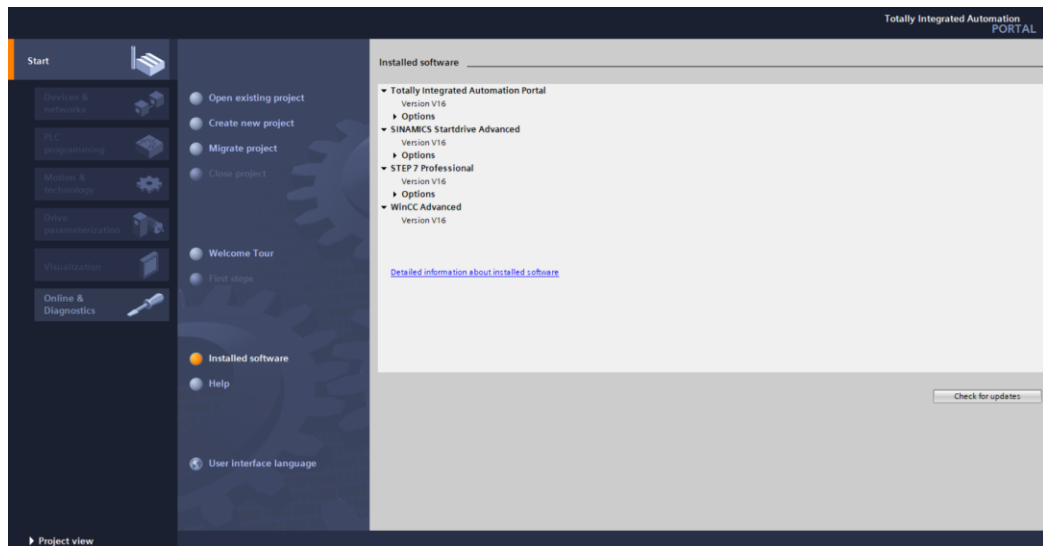 Totally Integrated Automation
PORTAL
Start
Devices &
networks
PLC
programming
Motion &
technology
Drive
parameterization
Visualization
Online &
Diagnostics
Project view
Open existing project
Create new project
Migrate project
Close project
Welcome Tour
First steps
Installed software
Help
User interface language
Installed software
Totally Integrated Automation Portal
Version V16
Options
SINAMICS Startdrive Advanced
Version V16
Options
STEP 7 Professional
Version V16
Options
WinCC Advanced
Version V16
Detailed information about installed software
Check for updates